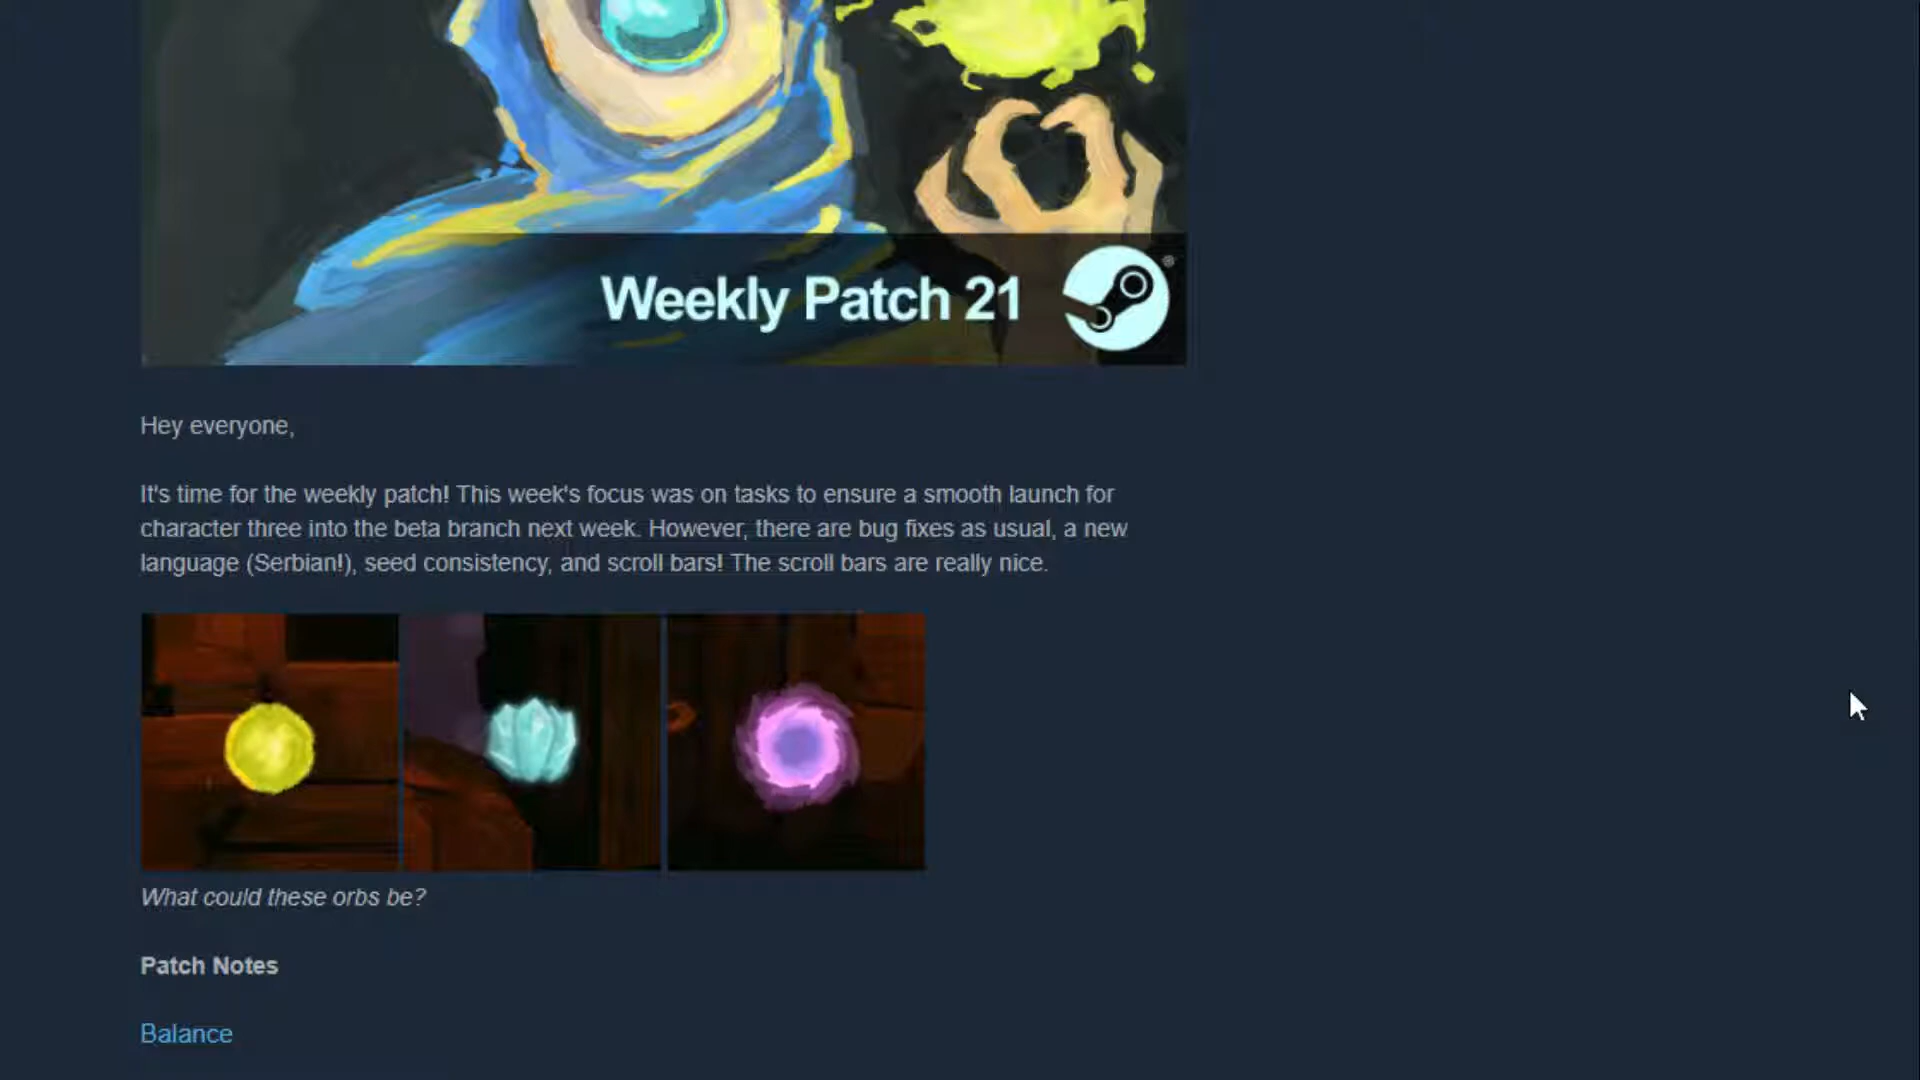 Weekly Patch 21
Hey everyone,
It's time for the weekly patch! This week's focus was on tasks to ensure a smooth launch for
character three into the beta branch next week. However, there are bug fixes as usual, a new
language (Serbian!), seed consistency, and scroll bars! The scroll bars are really nice.
What could these orbs be?
Patch Notes
Balance